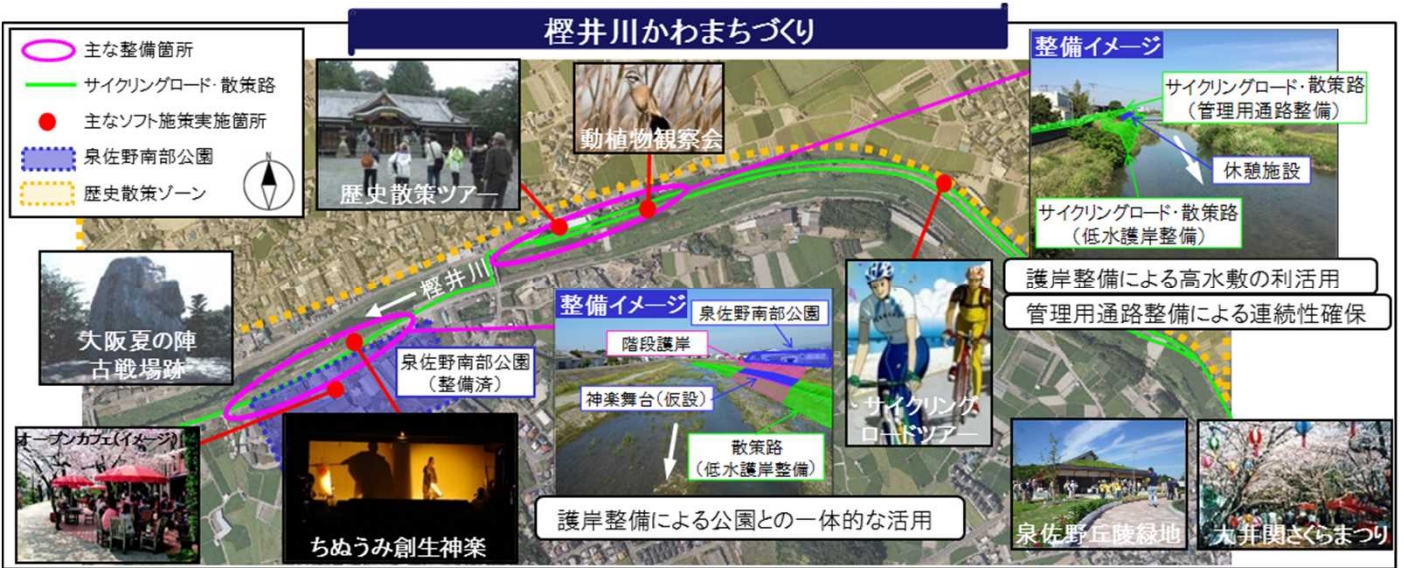 樫井川かわまちづくり
主な整備箇所
サイクリングロード・散策路
主なソフト施策実施箇所
泉佐野南部公園
歴史散策ゾーン
N
歴史散策ツアー
動植物観察会
整備イメージ
サイクリングロード・散策路
(管理用通路整備)
休憩施設
サイクリングロード・散策路
(低水護岸整備)
護岸整備による高水敷の利活用
管理用通路整備による連続性確保
樫井川
大阪夏の陣
古戦場跡
泉佐野南部公園
(整備済)
整備イメージ
泉佐野南部公園
階段護岸
神楽舞台(仮設)
散策路
(低水護岸整備)
護岸整備による公園との一体的な活用
サイクリング
ロードツアー
オープンカフェ(イメージ)
ちぬうみ創生神楽
泉佐野丘陵緑地
大井関さくらまつり